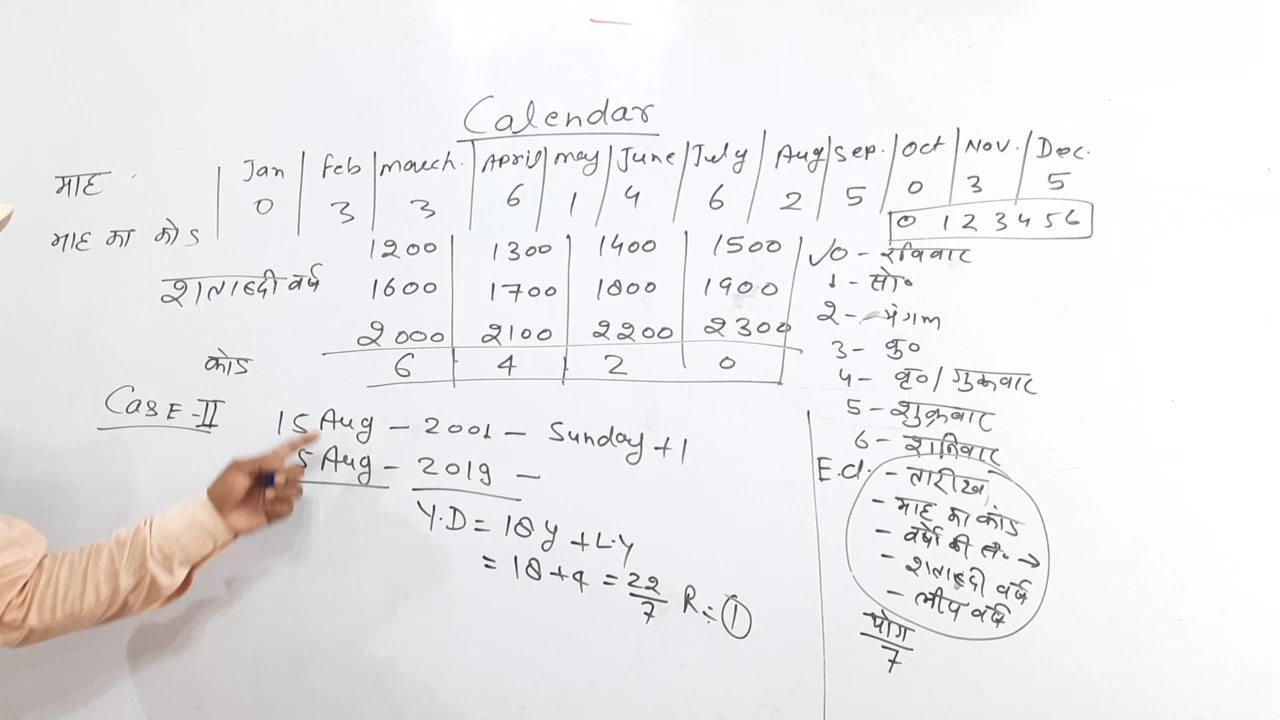 Calendar
माह Jan Feb march. April may June July Aug Sep. Oct Nov. Dec.
माह का कोड 0 3 3 6 1 4 6 2 5 0 3 5
0 1 2 3 4 5 6
1200 1300 1400 1500
शताब्दी वर्ष 1600 1700 1800 1900
2000 2100 2200 2300
कोड 6 4 2 0
✓0 - रविवार
1 - सो०
2 - मंगल
3 - बु०
4 - वृ० / गुरूवार
5 - शुक्रवार
6 - शनिवार
CASE-II
15 Aug - 2001 - Sunday +1
5 Aug - 2019 -
Y.D = 18Y + L.Y
= 18 + 4 = 22/7 R = 1
E.d. - तारीख
- माह का कोड
- वर्षो की सं० →
- शताब्दी वर्ष
- लीप वर्ष
योग/7